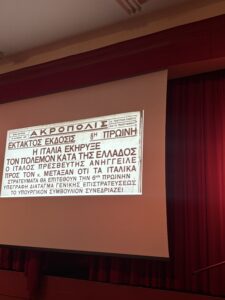 ΑΚΡΟΠΟΛΙΣ
ΕΚΤΑΚΤΟΣ ΕΚΔΟΣΙΣ 8η ΠΡΩΙΝΗ
Η ΙΤΑΛΙΑ ΕΚΗΡΥΞΕ
ΤΟΝ ΠΟΛΕΜΟΝ ΚΑΤΑ ΤΗΣ ΕΛΛΑΔΟΣ
Ο ΙΤΑΛΟΣ ΠΡΕΣΒΕΥΤΗΣ ΑΝΗΓΓΕΙΛΕ
ΠΡΟΣ ΤΟΝ κ. ΜΕΤΑΞΑΝ ΟΤΙ ΤΑ ΙΤΑΛΙΚΑ
ΣΤΡΑΤΕΥΜΑΤΑ ΘΑ ΕΠΙΤΕΘΟΥΝ ΤΗΝ 6ην ΠΡΩΙΝΗΝ
ΥΠΕΓΡΑΦΗ ΔΙΑΤΑΓΜΑ ΓΕΝΙΚΗΣ ΕΠΙΣΤΡΑΤΕΥΣΕΩΣ
ΤΟ ΥΠΟΥΡΓΙΚΟΝ ΣΥΜΒΟΥΛΙΟΝ ΣΥΝΕΔΡΙΑΖΕΙ